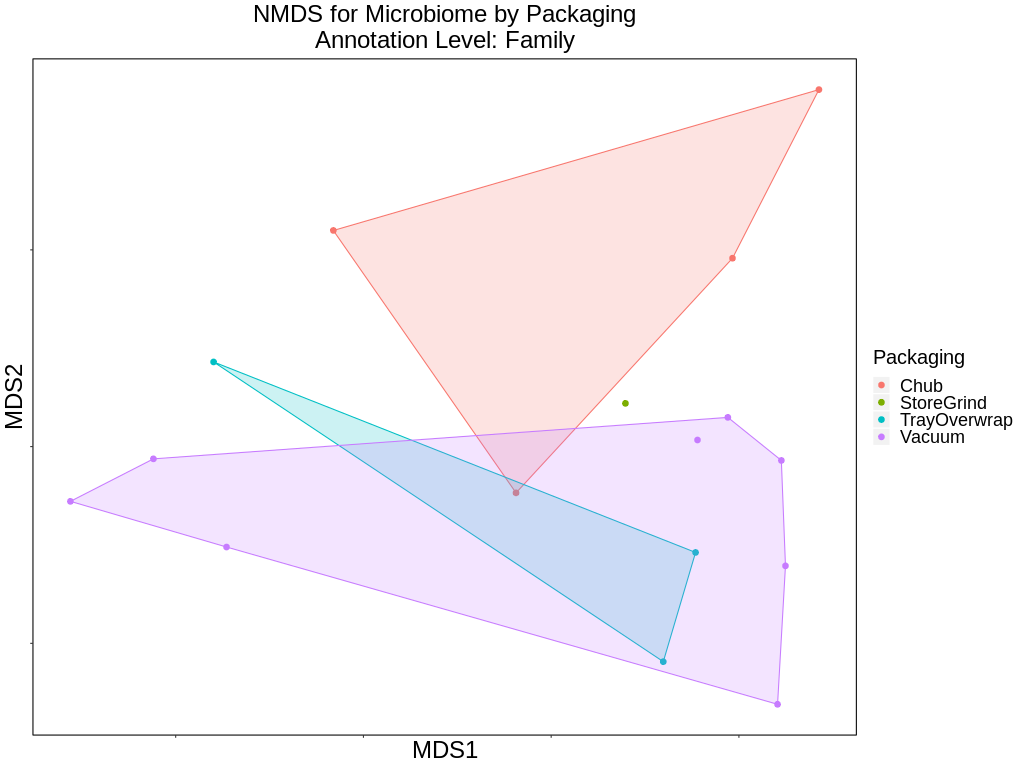 NMDS for Microbiome by Packaging
Annotation Level: Family
MDS2
MDS1
Packaging
Chub
StoreGrind
TrayOverwrap
Vacuum